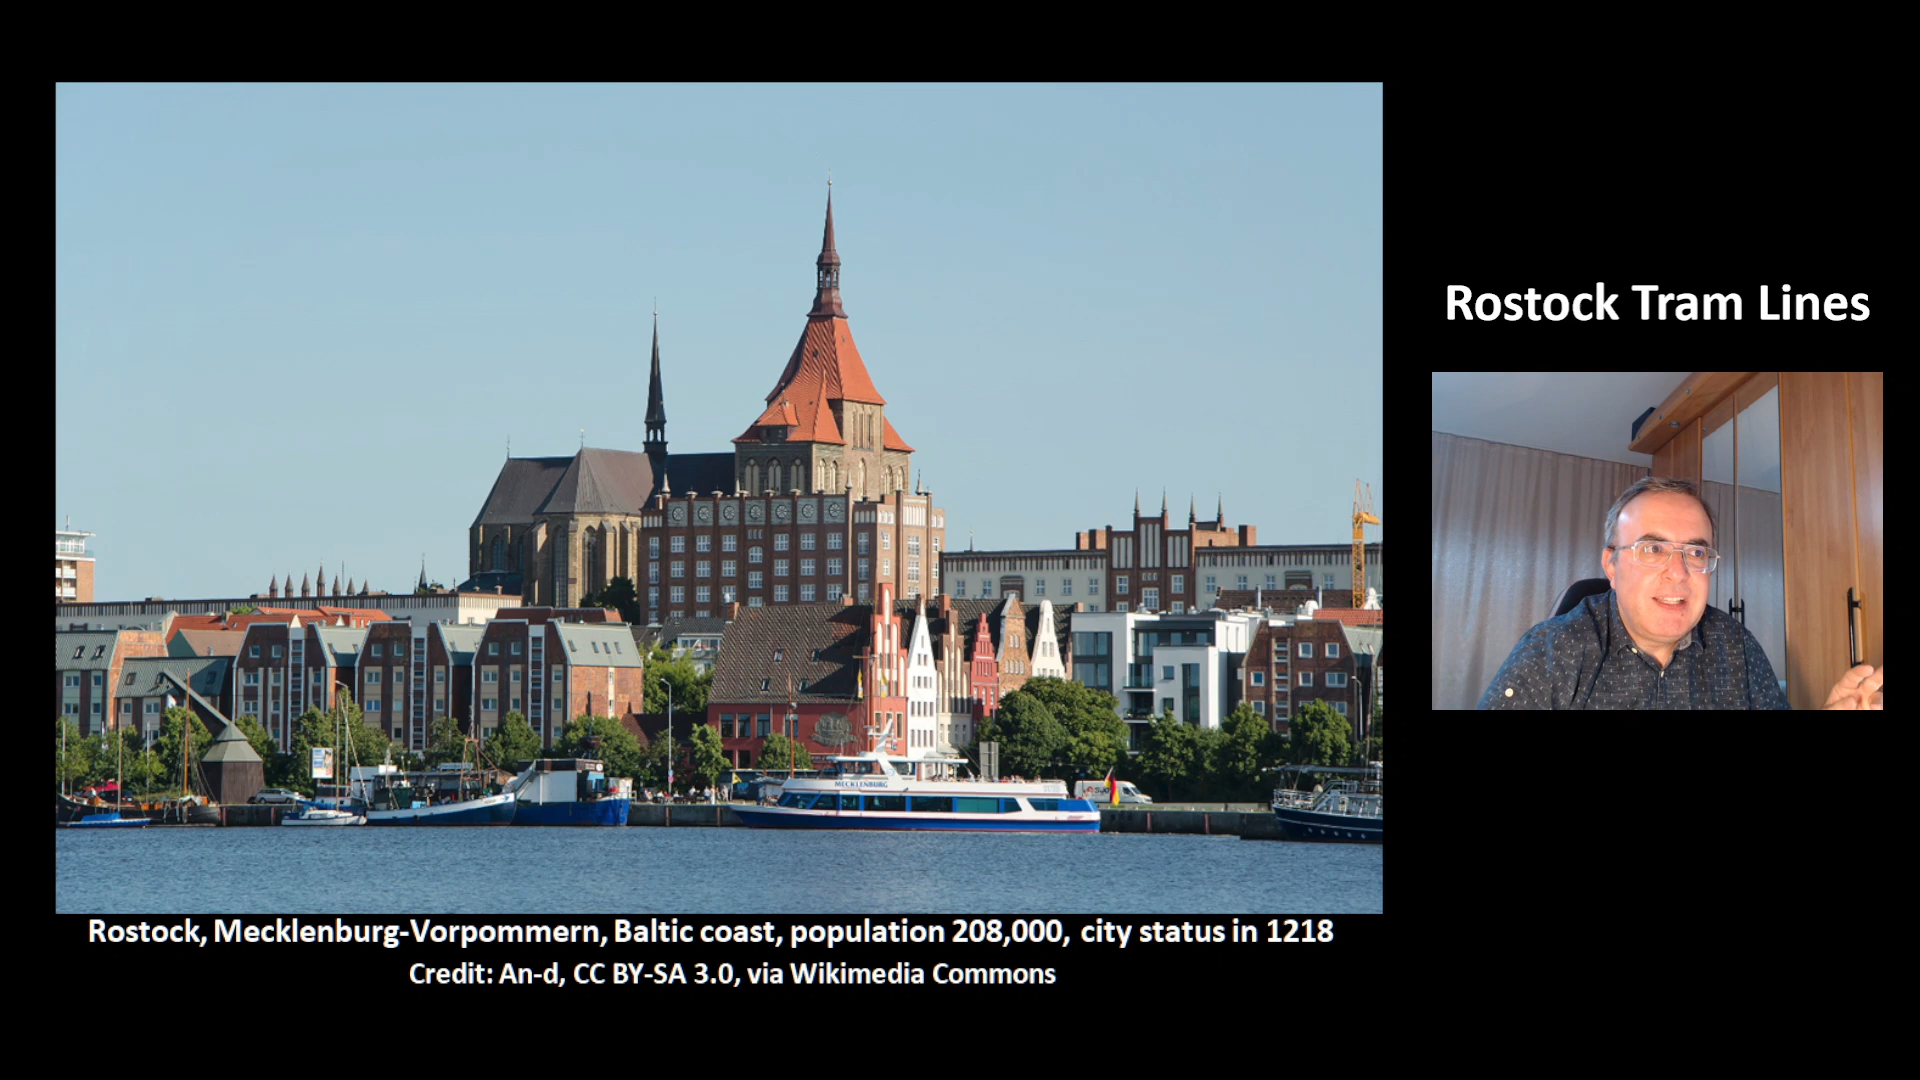 Rostock Tram Lines
MECKLENBURG
Rostock, Mecklenburg-Vorpommern, Baltic coast, population 208,000, city status in 1218
Credit: An-d, CC BY-SA 3.0, via Wikimedia Commons